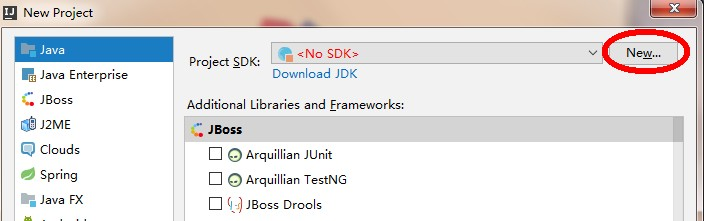 New Project
Java
Java Enterprise
JBoss
J2ME
Clouds
Spring
Java FX
Project SDK:
<No SDK>
New...
Download JDK
Additional Libraries and Frameworks:
JBoss
Arquillian JUnit
Arquillian TestNG
JBoss Drools